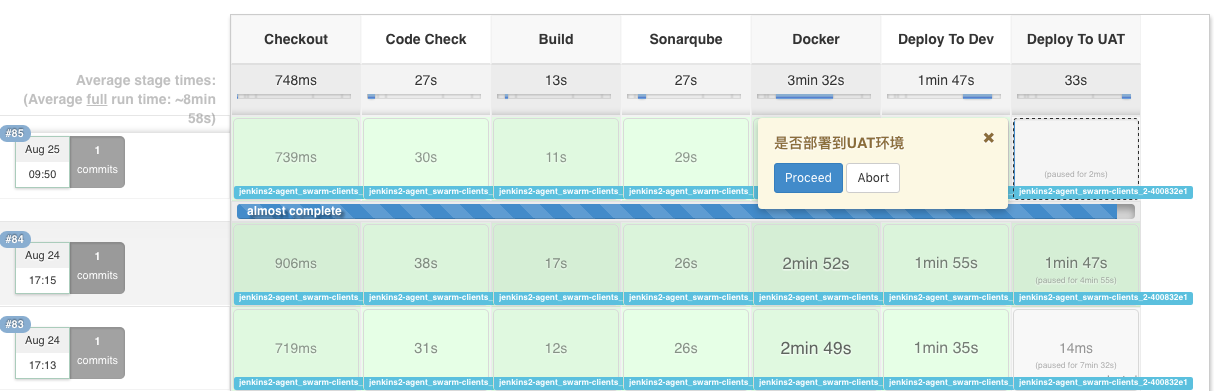 Checkout Code Check Build Sonarqube Docker Deploy To Dev Deploy To UAT
Average stage times:
(Average full run time: ~8min
58s)
748ms 27s 13s 27s 3min 32s 1min 47s 33s
#85
Aug 25
09:50
1
commits
739ms 30s 11s 29s
是否部署到UAT环境
Proceed Abort
(paused for 2ms)
jenkins2-agent_swarm-clients_ jenkins2-agent_swarm-clients_ jenkins2-agent_swarm-clients_ jenkins2-agent_swarm-clients_ jenkins2-agent_swarm-clients_2-400832e1
almost complete
#84
Aug 24
17:15
1
commits
906ms 38s 17s 26s 2min 52s 1min 55s 1min 47s
(paused for 4min 55s)
jenkins2-agent_swarm-clients_ jenkins2-agent_swarm-clients_ jenkins2-agent_swarm-clients_ jenkins2-agent_swarm-clients_ jenkins2-agent_swarm-clients_ jenkins2-agent_swarm-clients_ jenkins2-agent_swarm-clients_2-400832e1
#83
Aug 24
17:13
1
commits
719ms 31s 12s 26s 2min 49s 1min 35s 14ms
(paused for 7min 32s)
jenkins2-agent_swarm-clients_ jenkins2-agent_swarm-clients_ jenkins2-agent_swarm-clients_ jenkins2-agent_swarm-clients_ jenkins2-agent_swarm-clients_ jenkins2-agent_swarm-clients_ jenkins2-agent_swarm-clients_2-400832e1